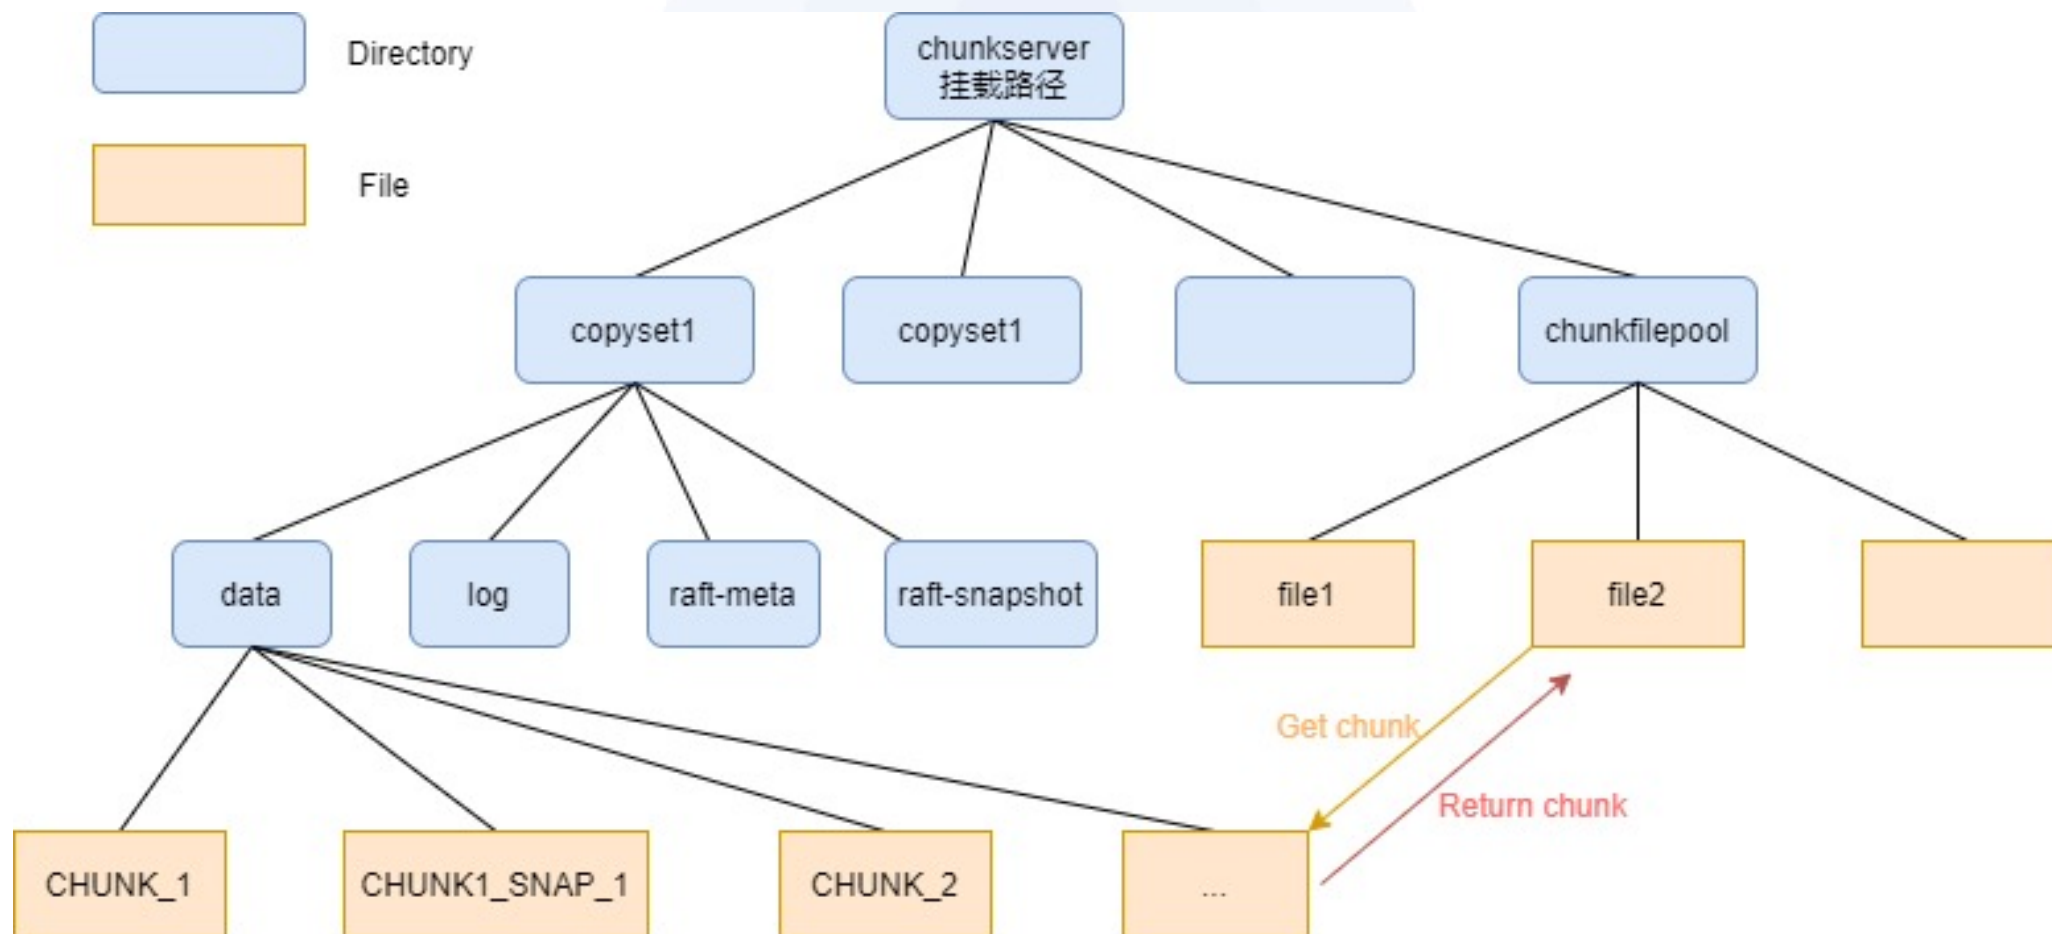 Directory
chunkserver
挂载路径
File
copyset1
copyset1
chunkfilepool
data
log
raft-meta
raft-snapshot
file1
file2
Get chunk
Return chunk
CHUNK_1
CHUNK1_SNAP_1
CHUNK_2
...